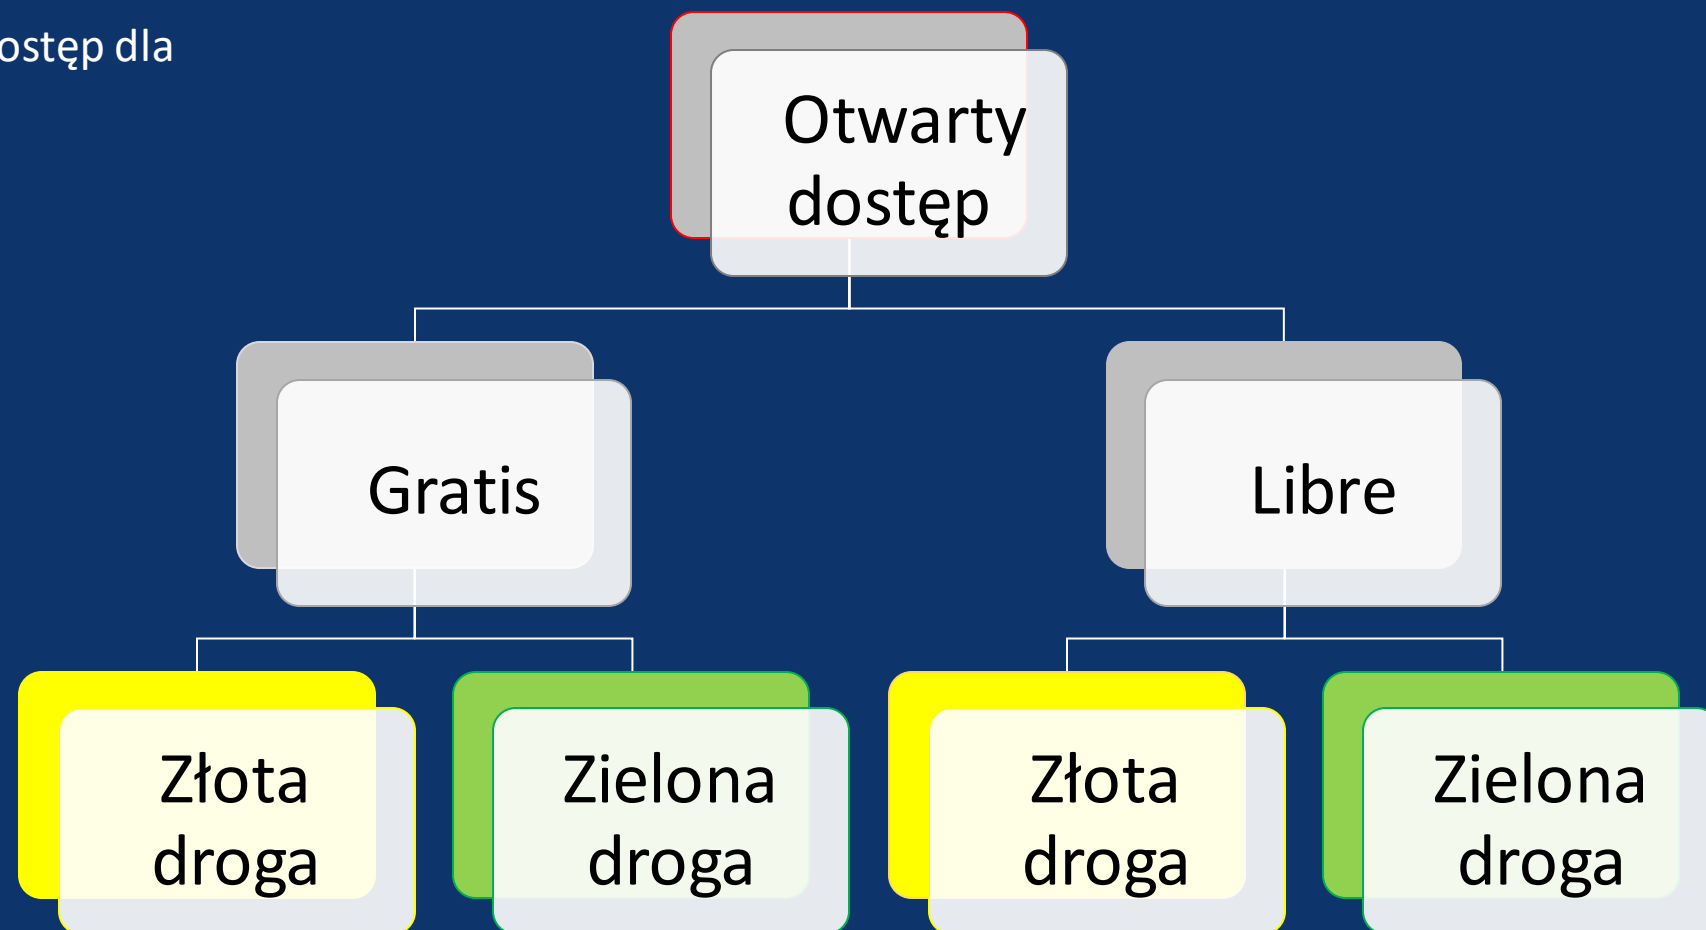 ostęp dla
Otwarty
dostęp
Gratis
Libre
Złota
droga
Zielona
droga
Złota
droga
Zielona
droga